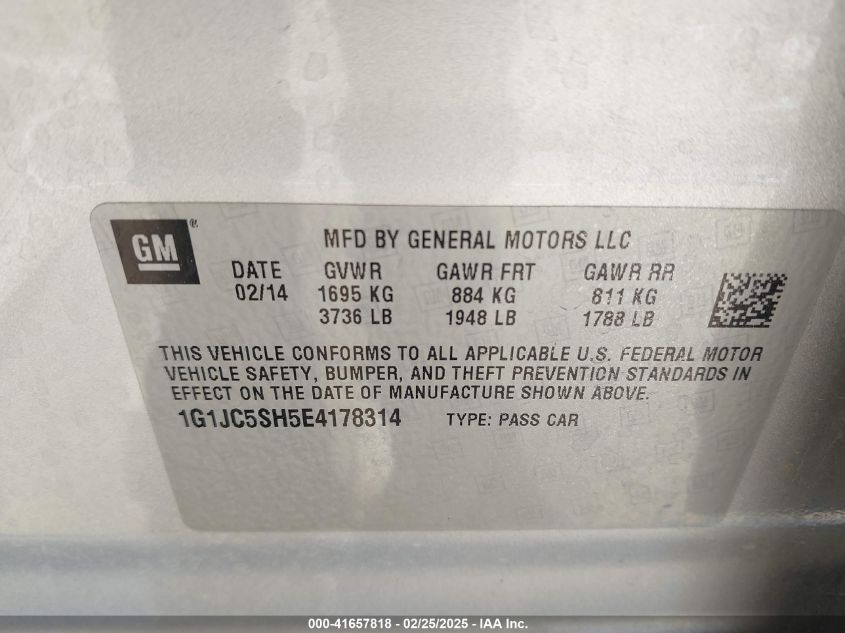 GM®
MFD BY GENERAL MOTORS LLC
DATE GVWR GAWR FRT GAWR RR
02/14 1695 KG 884 KG 811 KG
3736 LB 1948 LB 1788 LB
THIS VEHICLE CONFORMS TO ALL APPLICABLE U.S. FEDERAL MOTOR
VEHICLE SAFETY, BUMPER, AND THEFT PREVENTION STANDARDS IN
EFFECT ON THE DATE OF MANUFACTURE SHOWN ABOVE.
1G1JC5SH5E4178314 TYPE: PASS CAR
000-41657818 - 02/25/2025 - IAA Inc.